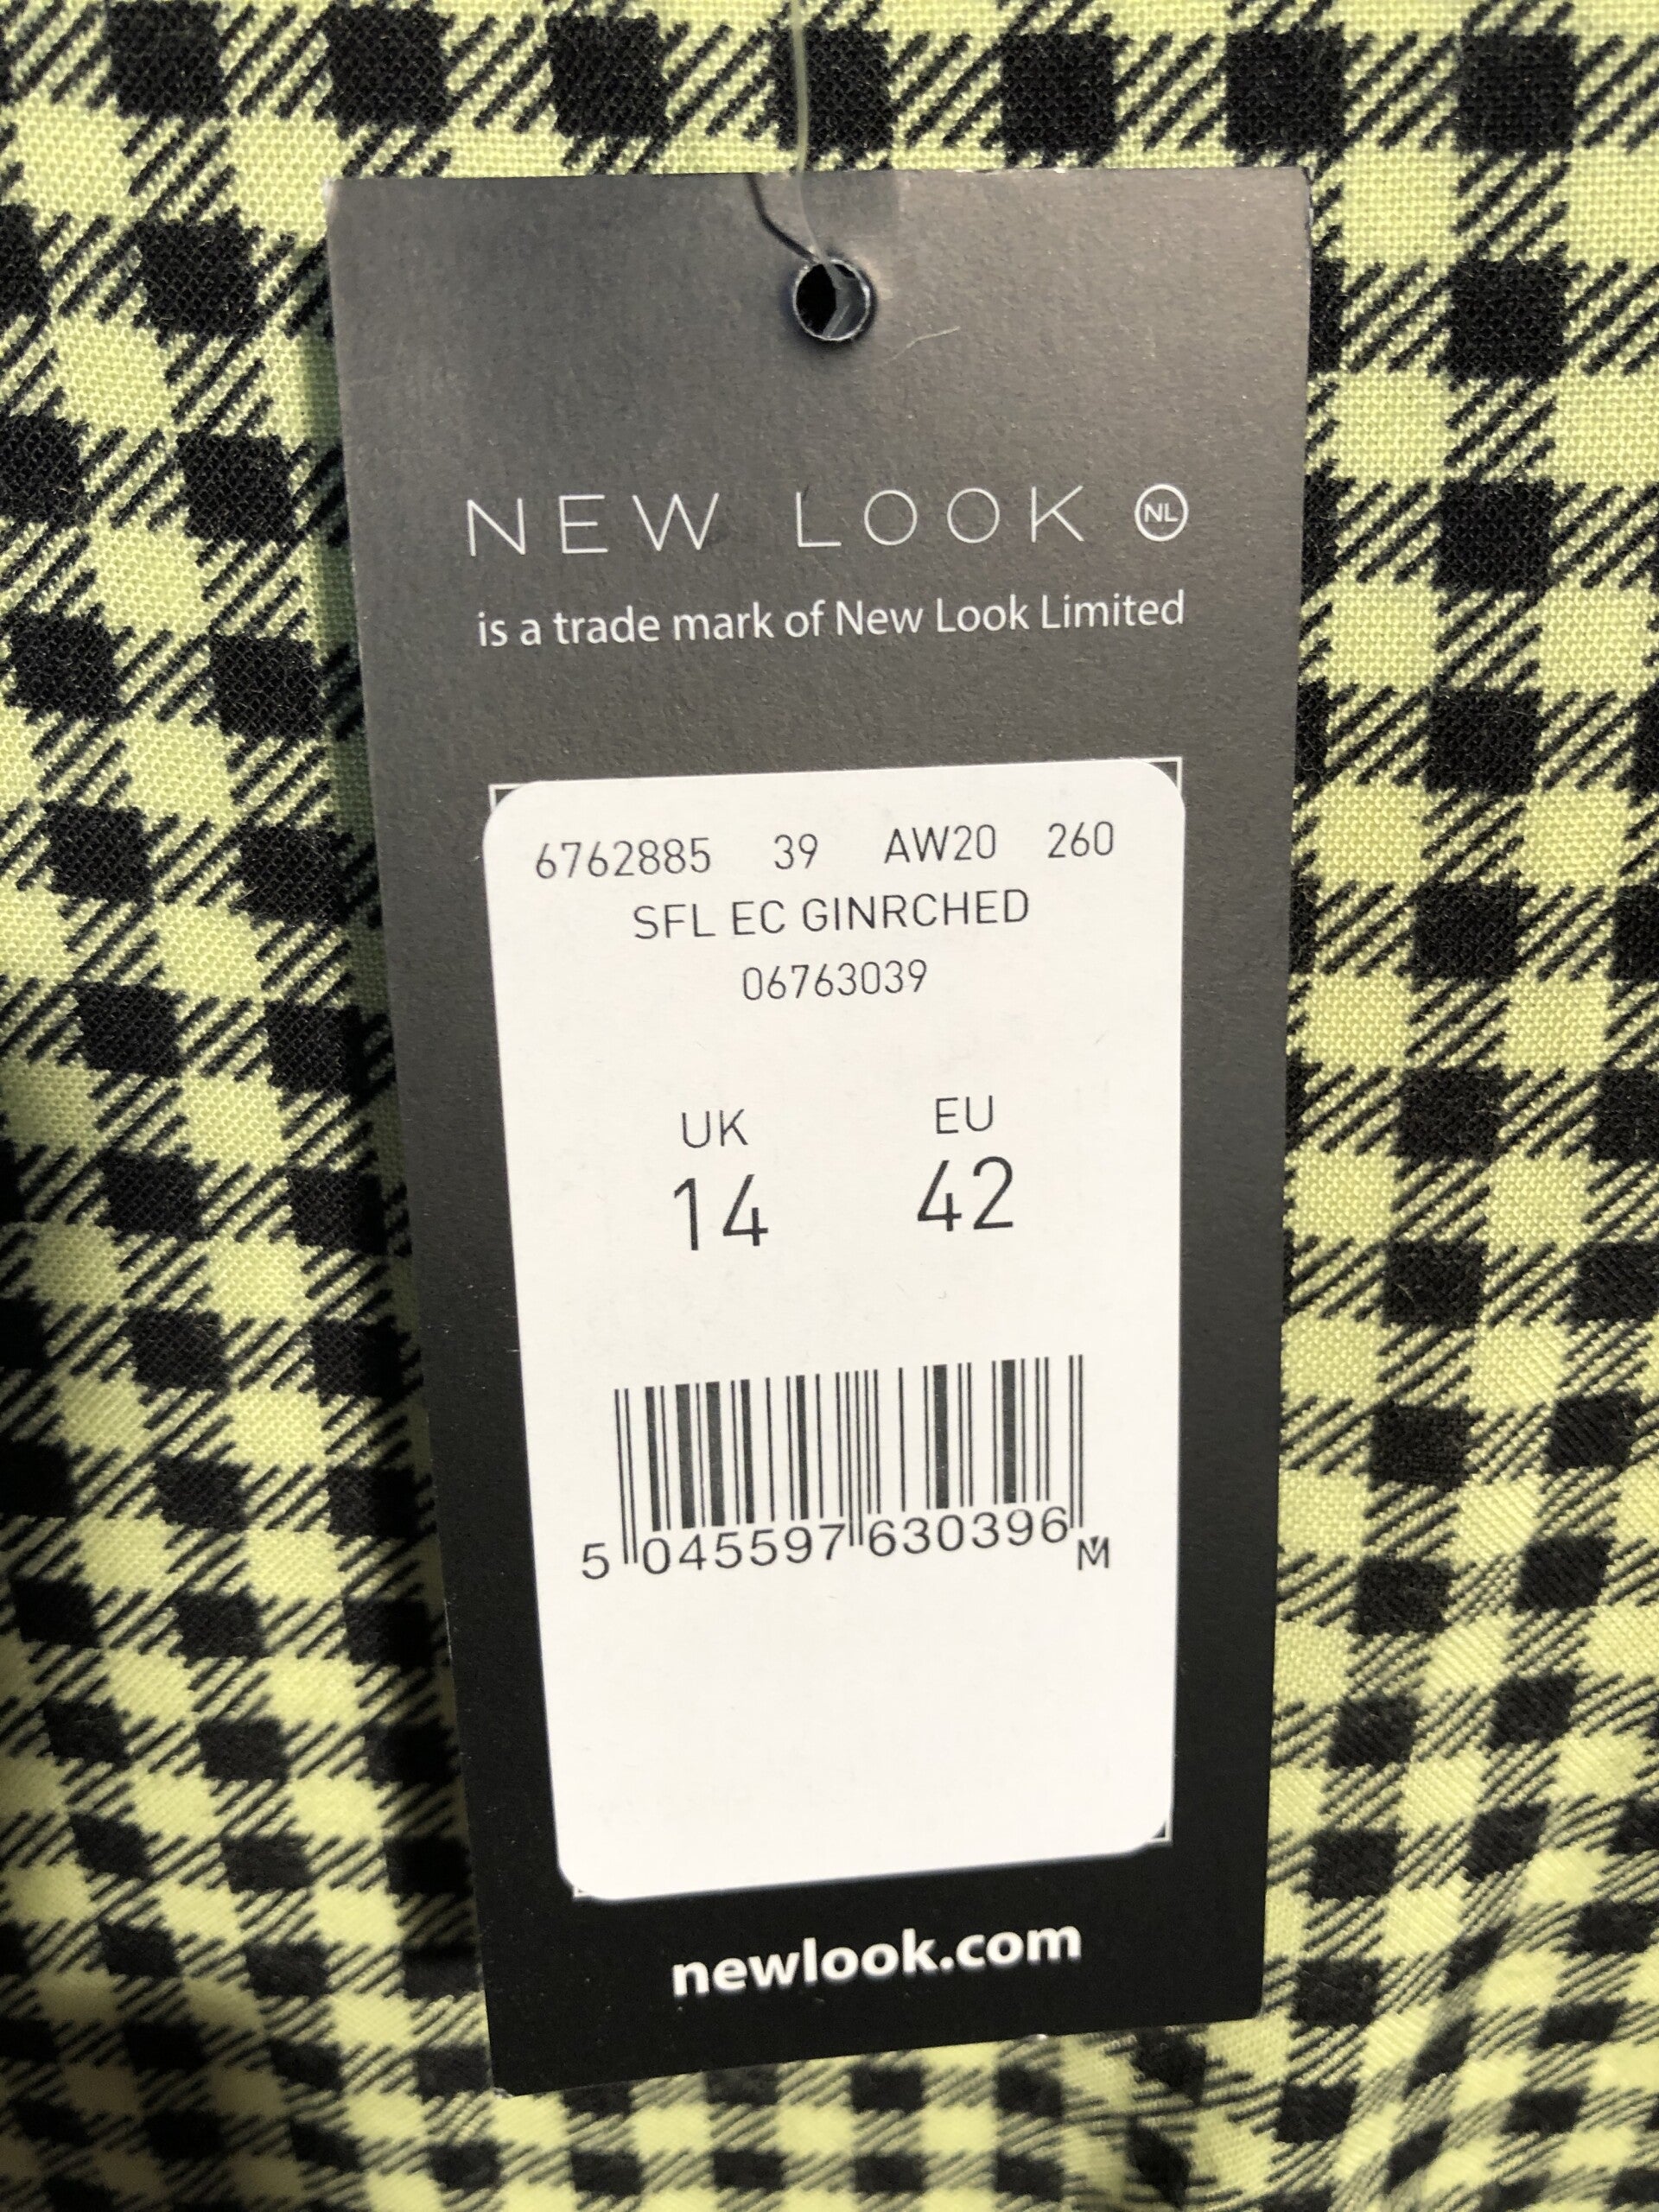 NEW LOOK NL
is a trade mark of New Look Limited
6762885 39 AW20 260
SFL EC GINRCHED
06763039
UK EU
14 42
5 045597 630396 M
newlook.com